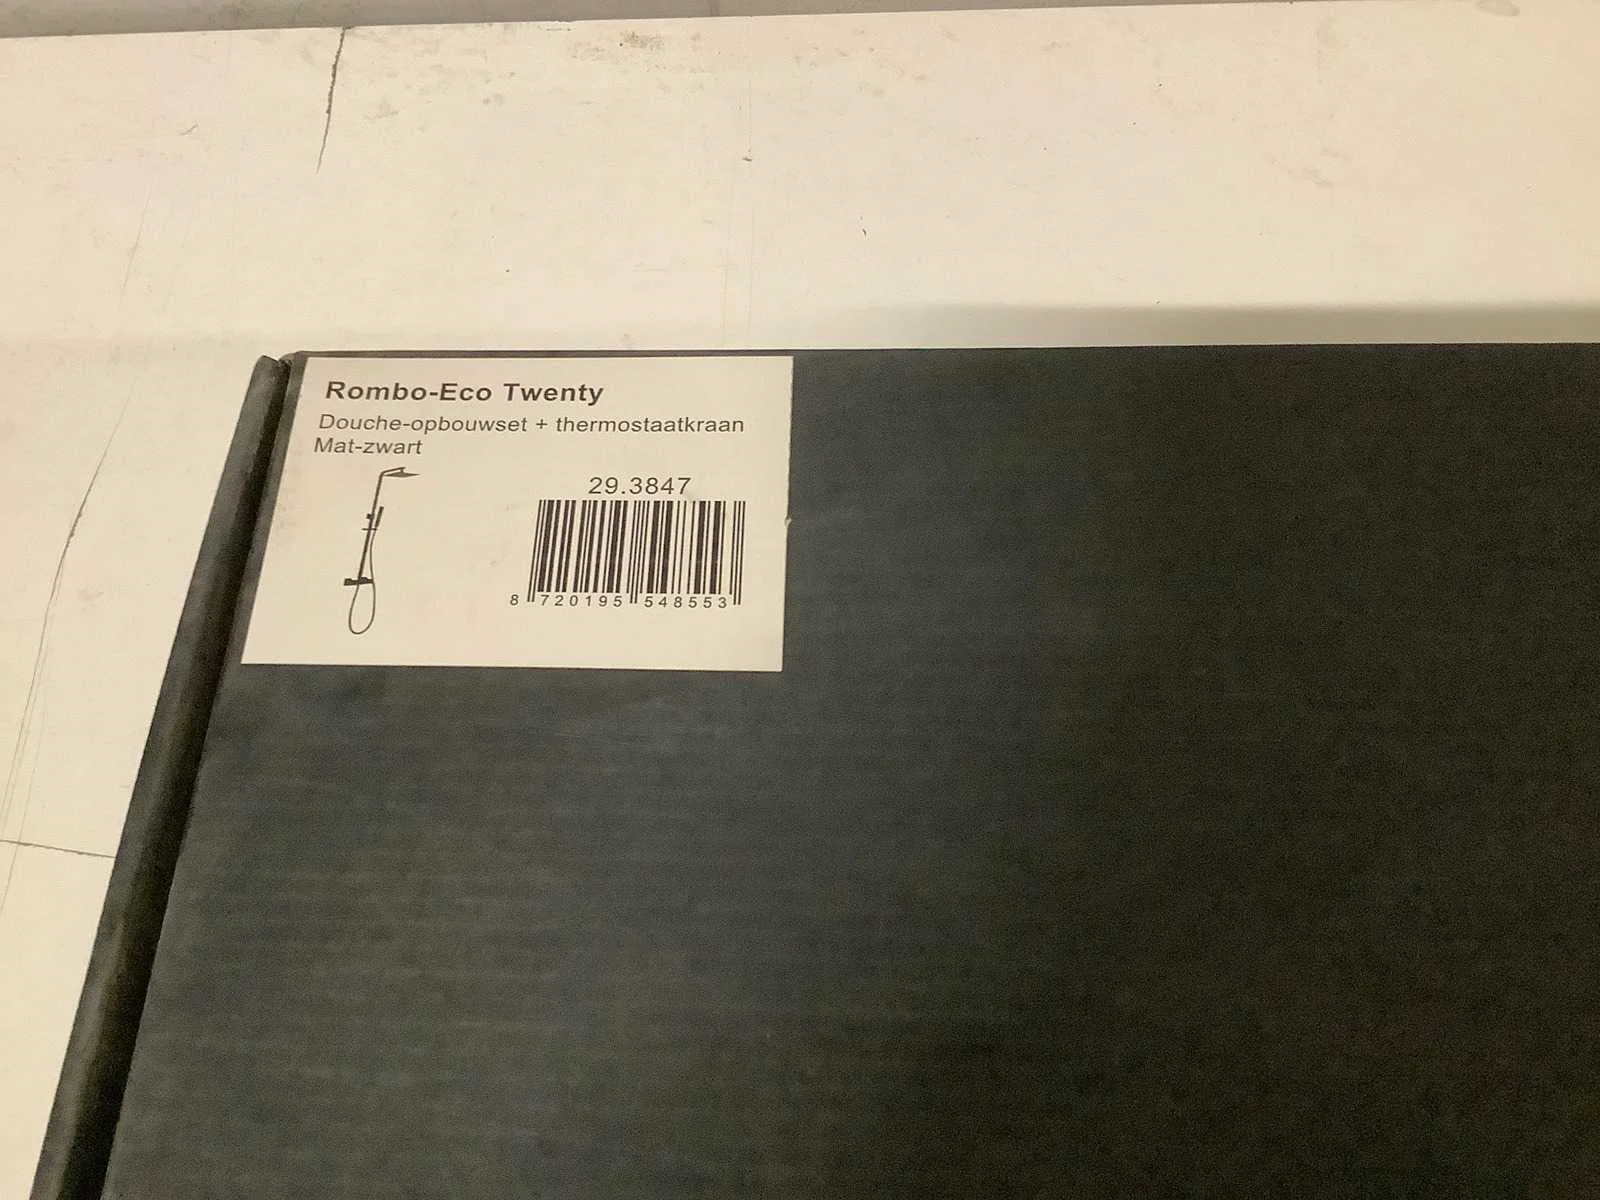 Rombo-Eco Twenty
Douche-opbouwset + thermostaatkraan
Mat-zwart
29.3847
8 720195 548553